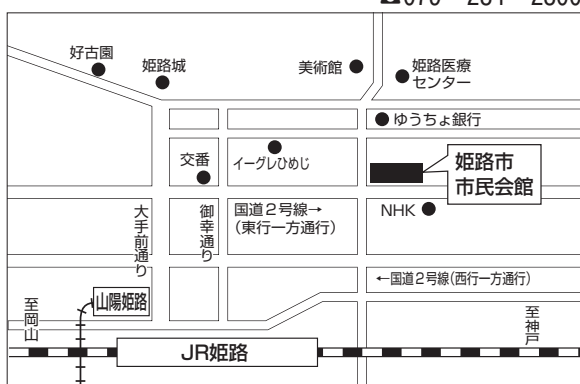 好古園
姫路城
美術館
姫路医療
センター
ゆうちょ銀行
交番
イーグレひめじ
姫路市
市民会館
大手前通り
御幸通り
国道2号線→
(東行一方通行)
NHK
←国道2号線(西行一方通行)
至岡山
山陽姫路
至神戸
JR姫路